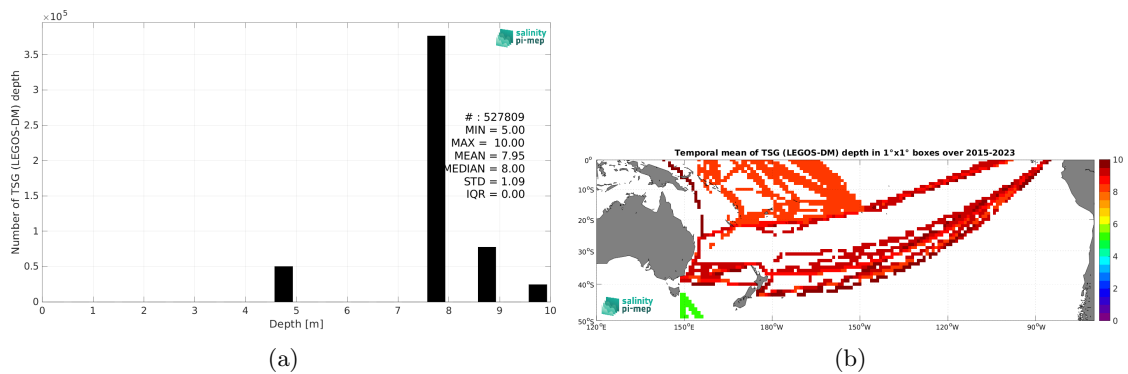 ×10⁵
3.5
3
2.5
2
1.5
1
0.5
0
0 1 2 3 4 5 6 7 8 9 10
Number of TSG (LEGOS-DM) depth
Depth [m]
salinity
pi-mep
# : 527809
MIN = 5.00
MAX = 10.00
MEAN = 7.95
MEDIAN = 8.00
STD = 1.09
IQR = 0.00
(a)
Temporal mean of TSG (LEGOS-DM) depth in 1°x1° boxes over 2015-2023
0°
10°S
20°S
30°S
40°S
50°S
120°E 150°E 180°W 150°W 120°W 90°W
salinity
pi-mep
10
8
6
4
2
0
(b)